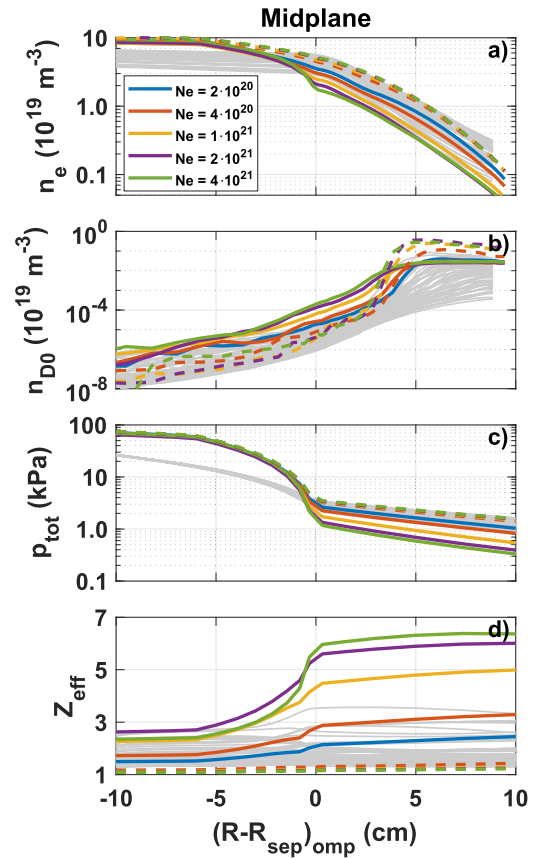 Midplane
a)
10
1.0
0.1
n_e (10^19 m^-3)
Ne = 2·10^20
Ne = 4·10^20
Ne = 1·10^21
Ne = 2·10^21
Ne = 4·10^21
b)
10^0
10^-4
10^-8
n_D0 (10^19 m^-3)
c)
100
10
1.0
0.1
p_tot (kPa)
d)
7
5
3
1
Z_eff
-10 -5 0 5 10
(R-R_sep)_omp (cm)